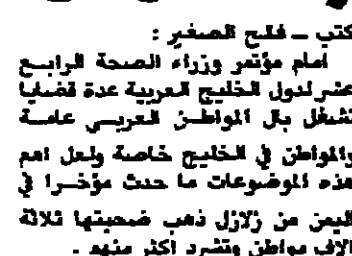 كتب ــ فلاح الصغير :
امام مؤتمر وزراء الصحة الرابع
عشر لدول الخليج العربية عدة قضايا
تشغل بال المواطن العربي عامة
والمواطن في الخليج خاصة ولعل اهم
هذه الموضوعات ما حدث مؤخرا في
اليمن من زلازل ذهب ضحيتها ثلاثة
الاف مواطن وتشرد اكثر منهم .